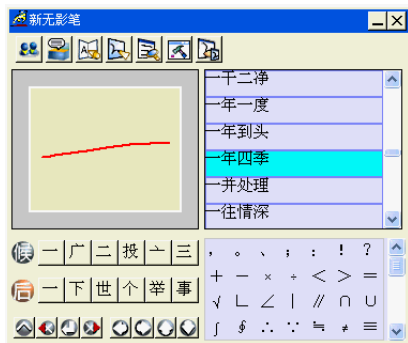 新无影笔
一干二净
一年一度
一年到头
一年四季
一并处理
一往情深
候 一 广 二 投 亠 三
后 一 下 世 个 举 事
, 。 、 ; : ! ?
+ − × ÷ < > =
√ ∟ ∠ | // ∩ ∪
∫ ∮ ∴ ∵ ≒ ≠ ≡